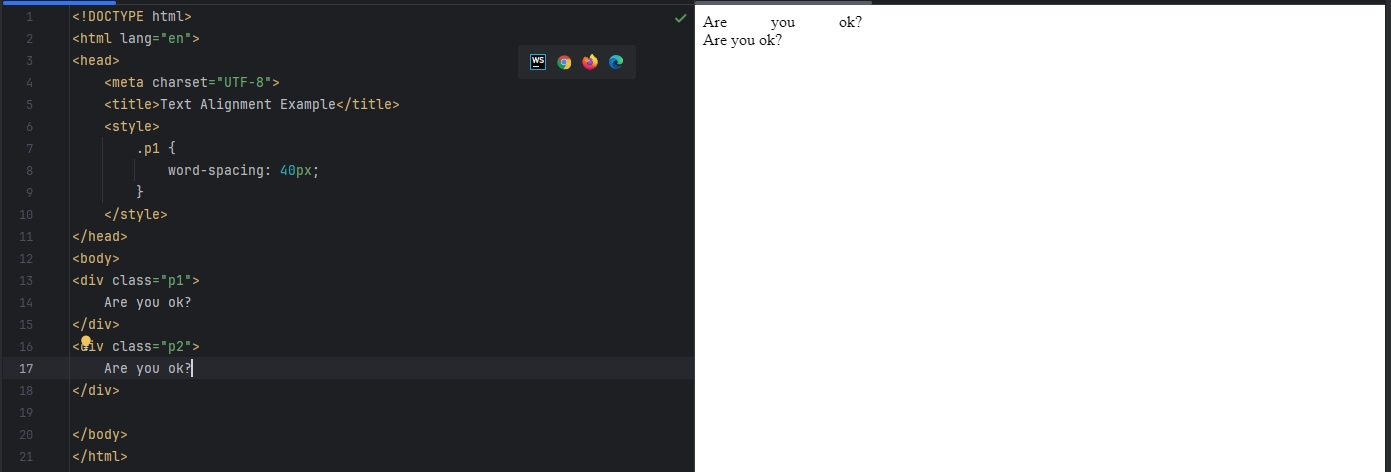 1 <!DOCTYPE html>
2 <html lang="en">
3 <head>
4     <meta charset="UTF-8">
5     <title>Text Alignment Example</title>
6     <style>
7         .p1 {
8             word-spacing: 40px;
9         }
10     </style>
11 </head>
12 <body>
13 <div class="p1">
14     Are you ok?
15 </div>
16 <div class="p2">
17     Are you ok?
18 </div>
19
20 </body>
21 </html>
WS
Are you ok?
Are you ok?